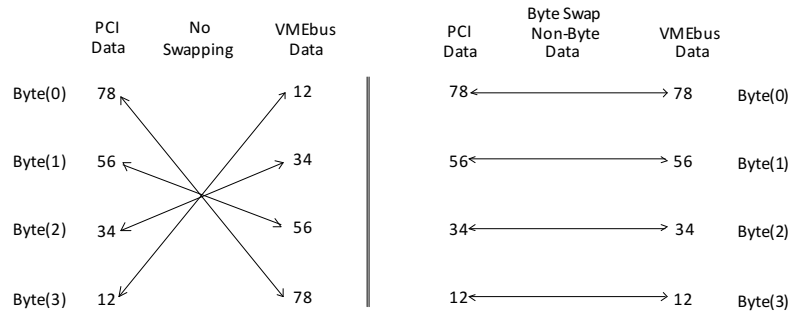 PCI Data No Swapping VMEbus Data
Byte(0) 78 12
Byte(1) 56 34
Byte(2) 34 56
Byte(3) 12 78
PCI Data Byte Swap Non-Byte Data VMEbus Data
78 78 Byte(0)
56 56 Byte(1)
34 34 Byte(2)
12 12 Byte(3)